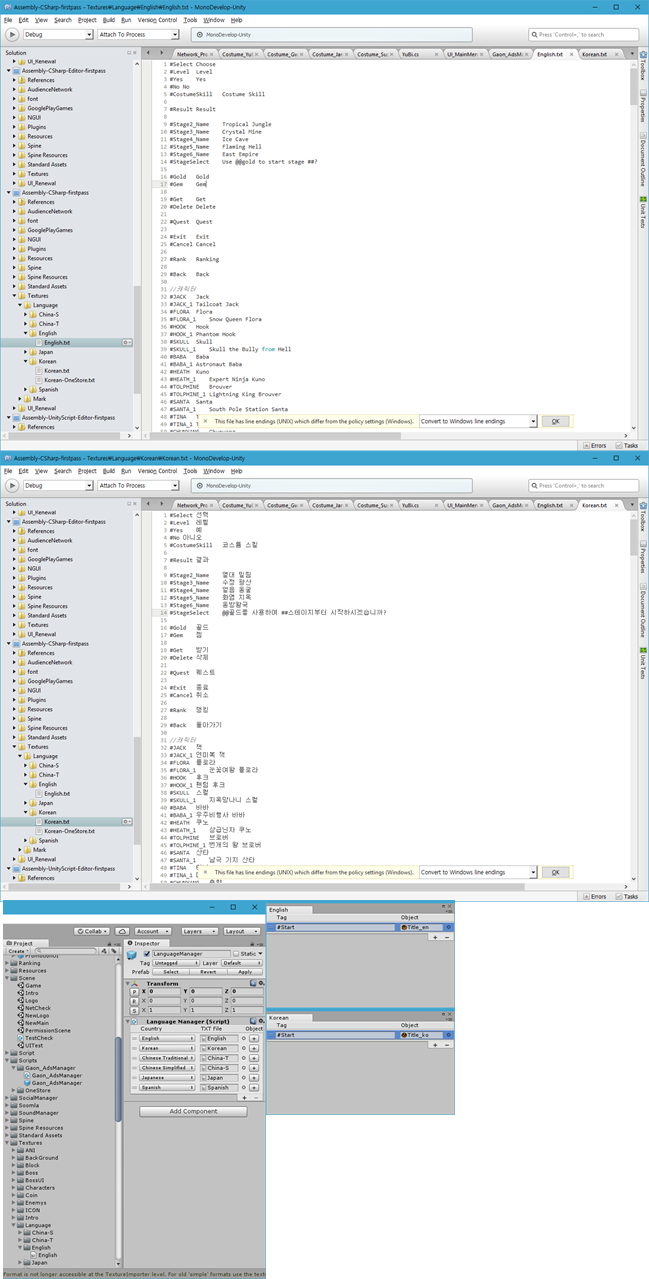 Assembly-CSharp-firstpass - Textures₩Language₩English₩English.txt - MonoDevelop-Unity
File Edit View Search Project Build Run Version Control Tools Window Help
Debug Attach To Process MonoDevelop-Unity Press 'Control+,' to search
Solution
Network_Pro Costume_Yul Costume_Gu Costume_Jar Costume_Su YuBi.cs UI_MainMen Gaon_AdsMa English.txt Korean.txt
UI_Renewal
Assembly-CSharp-Editor-firstpass
References
AudienceNetwork
font
GooglePlayGames
NGUI
Plugins
Resources
Spine
Spine Resources
Standard Assets
Textures
UI_Renewal
Assembly-CSharp-firstpass
References
AudienceNetwork
font
GooglePlayGames
NGUI
Plugins
Resources
Spine
Spine Resources
Standard Assets
Textures
Language
China-S
China-T
English
English.txt
Japan
Korean
Korean.txt
Korean-OneStore.txt
Spanish
Mark
UI_Renewal
Assembly-UnityScript-Editor-firstpass
References
1 #Select Choose
2 #Level Level
3 #Yes Yes
4 #No No
5 #CostumeSkill Costume Skill
6
7 #Result Result
8
9 #Stage2_Name Tropical Jungle
10 #Stage3_Name Crystal Mine
11 #Stage4_Name Ice Cave
12 #Stage5_Name Flaming Hell
13 #Stage6_Name East Empire
14 #StageSelect Use @@gold to start stage ##?
15
16 #Gold Gold
17 #Gem Gem
18
19 #Get Get
20 #Delete Delete
21
22 #Quest Quest
23
24 #Exit Exit
25 #Cancel Cancel
26
27 #Rank Ranking
28
29 #Back Back
30
31 //캐릭터
32 #JACK Jack
33 #JACK_1 Tailcoat Jack
34 #FLORA Flora
35 #FLORA_1 Snow Queen Flora
36 #HOOK Hook
37 #HOOK_1 Phantom Hook
38 #SKULL Skull
39 #SKULL_1 Skull the Bully from Hell
40 #BABA Baba
41 #BABA_1 Astronaut Baba
42 #HEATH Kuno
43 #HEATH_1 Expert Ninja Kuno
44 #TOLPHINE Brouver
45 #TOLPHINE_1 Lightning King Brouver
46 #SANTA Santa
47 #SANTA_1 South Pole Station Santa
48 #TINA
49 #TINA_1
This file has line endings (UNIX) which differ from the policy settings (Windows). Convert to Windows line endings OK
Errors Tasks
Toolbox
Properties
Document Outline
Unit Tests
Assembly-CSharp-firstpass - Textures₩Language₩Korean₩Korean.txt - MonoDevelop-Unity
File Edit View Search Project Build Run Version Control Tools Window Help
Debug Attach To Process MonoDevelop-Unity Press 'Control+,' to search
Solution
Network_Pro Costume_Yul Costume_Gu Costume_Jar Costume_Su YuBi.cs UI_MainMen Gaon_AdsMa English.txt Korean.txt
UI_Renewal
Assembly-CSharp-Editor-firstpass
References
AudienceNetwork
font
GooglePlayGames
NGUI
Plugins
Resources
Spine
Spine Resources
Standard Assets
Textures
UI_Renewal
Assembly-CSharp-firstpass
References
AudienceNetwork
font
GooglePlayGames
NGUI
Plugins
Resources
Spine
Spine Resources
Standard Assets
Textures
Language
China-S
China-T
English
English.txt
Japan
Korean
Korean.txt
Korean-OneStore.txt
Spanish
Mark
UI_Renewal
Assembly-UnityScript-Editor-firstpass
References
1 #Select 선택
2 #Level 레벨
3 #Yes 예
4 #No 아니오
5 #CostumeSkill 코스튬 스킬
6
7 #Result 결과
8
9 #Stage2_Name 열대 밀림
10 #Stage3_Name 수정 광산
11 #Stage4_Name 얼음 동굴
12 #Stage5_Name 화염 지옥
13 #Stage6_Name 동방왕국
14 #StageSelect @@골드를 사용하여 ##스테이지부터 시작하시겠습니까?
15
16 #Gold 골드
17 #Gem 젬
18
19 #Get 받기
20 #Delete 삭제
21
22 #Quest 퀘스트
23
24 #Exit 종료
25 #Cancel 취소
26
27 #Rank 랭킹
28
29 #Back 돌아가기
30
31 //캐릭터
32 #JACK 잭
33 #JACK_1 연미복 잭
34 #FLORA 플로라
35 #FLORA_1 눈꽃여왕 플로라
36 #HOOK 후크
37 #HOOK_1 팬텀 후크
38 #SKULL 스컬
39 #SKULL_1 지옥망나니 스컬
40 #BABA 바바
41 #BABA_1 우주비행사 바바
42 #HEATH 쿠노
43 #HEATH_1 상급닌자 쿠노
44 #TOLPHINE 브로버
45 #TOLPHINE_1 번개의 왕 브로버
46 #SANTA 산타
47 #SANTA_1 남극 기지 산타
48 #TINA
49 #TINA_1
This file has line endings (UNIX) which differ from the policy settings (Windows). Convert to Windows line endings OK
Errors Tasks
Toolbox
Properties
Document Outline
Unit Tests
Collab Account Layers Layout
Project
Create
Ranking
Resources
Scene
Game
Intro
Logo
NetCheck
NewLogo
NewMain
PermissionScene
TestCheck
UITest
Script
Scripts
Gaon_AdsManager
Gaon_AdsManager
Gaon_AdsManager
OneStore
SocialManager
Soomla
SoundManager
Spine
Spine Resources
Standard Assets
Textures
ANI
BackGround
Block
Boss
BossUI
Characters
Coin
Enemys
ICON
Intro
Language
China-S
China-T
English
English
Japan
Inspector
LanguageManager Static
Tag Untagged Layer Default
Prefab Select Revert Apply
Transform
P X 0 Y 0 Z 0
R X 0 Y 0 Z 0
S X 1 Y 1 Z 1
Language Manager (Script)
Country TXT File Object
English English
Korean Korean
Chinese Traditional China-T
Chinese Simplified China-S
Japanese Japan
Spanish Spanish
Add Component
Format is no longer accessible at the TextureImporter level. For old 'simple' formats use the text
English
Tag Object
#Start Title_en
Korean
Tag Object
#Start Title_ko